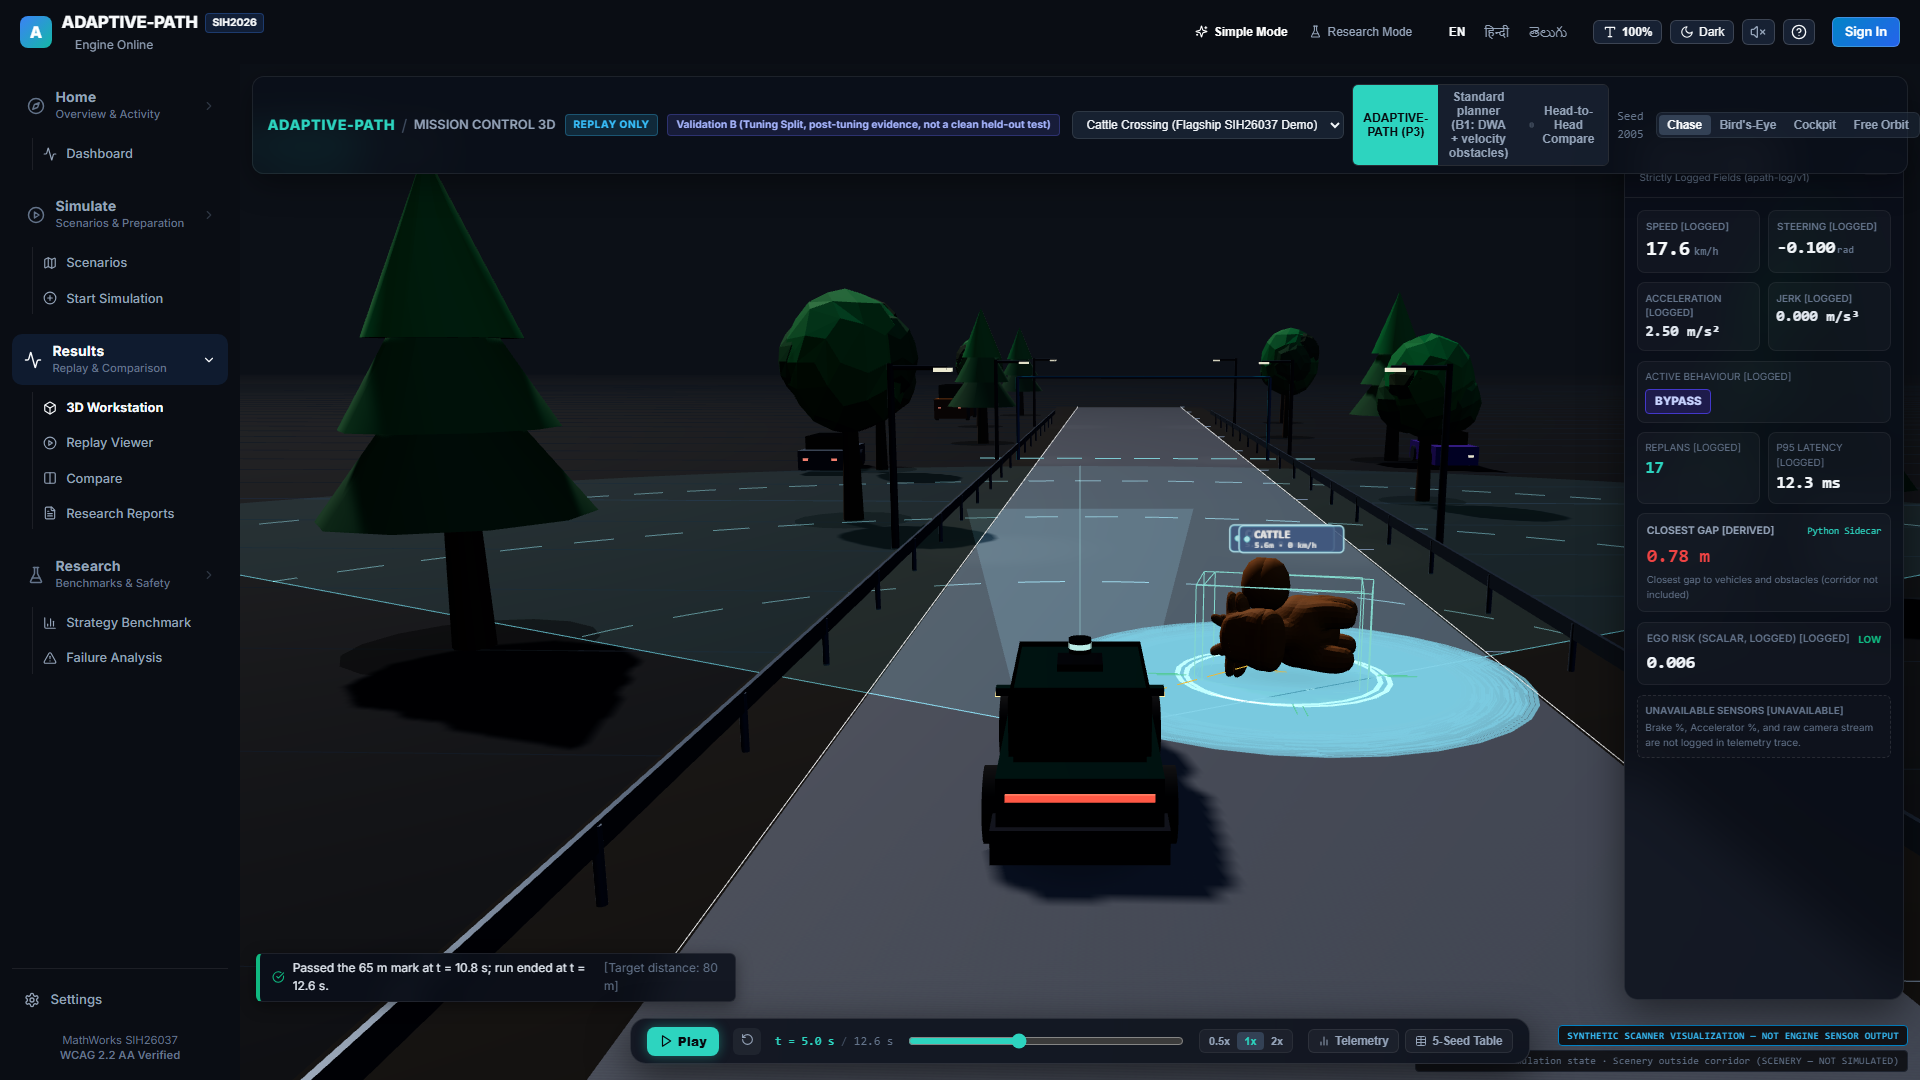 A
ADAPTIVE-PATH SIH2026
Engine Online
Simple Mode
Research Mode
EN
हिन्दी
తెలుగు
100%
Dark
Sign In
Home
Overview & Activity
Dashboard
Simulate
Scenarios & Preparation
Scenarios
Start Simulation
Results
Replay & Comparison
3D Workstation
Replay Viewer
Compare
Research Reports
Research
Benchmarks & Safety
Strategy Benchmark
Failure Analysis
Settings
MathWorks SIH26037
WCAG 2.2 AA Verified
ADAPTIVE-PATH / MISSION CONTROL 3D
REPLAY ONLY
Validation B (Tuning Split, post-tuning evidence, not a clean held-out test)
Cattle Crossing (Flagship SIH26037 Demo)
ADAPTIVE-
PATH (P3)
Standard
planner
(B1: DWA
+ velocity
obstacles)
Head-to-
Head
Compare
Seed
2005
Chase
Bird's-Eye
Cockpit
Free Orbit
Strictly Logged Fields (apath-log/v1)
SPEED [LOGGED]
17.6 km/h
STEERING [LOGGED]
-0.100 rad
ACCELERATION
[LOGGED]
2.50 m/s²
JERK [LOGGED]
0.000 m/s³
ACTIVE BEHAVIOUR [LOGGED]
BYPASS
REPLANS [LOGGED]
17
P95 LATENCY
[LOGGED]
12.3 ms
CLOSEST GAP [DERIVED] Python Sidecar
0.78 m
Closest gap to vehicles and obstacles (corridor not
included)
EGO RISK (SCALAR, LOGGED) [LOGGED] LOW
0.006
UNAVAILABLE SENSORS [UNAVAILABLE]
Brake %, Accelerator %, and raw camera stream
are not logged in telemetry trace.
CATTLE
5.6m • 0 km/h
Passed the 65 m mark at t = 10.8 s; run ended at t =
12.6 s.
[Target distance: 80
m]
Play
t = 5.0 s / 12.6 s
0.5x
1x
2x
Telemetry
5-Seed Table
SYNTHETIC SCANNER VISUALIZATION — NOT ENGINE SENSOR OUTPUT
state · Scenery outside corridor (SCENERY — NOT SIMULATED)